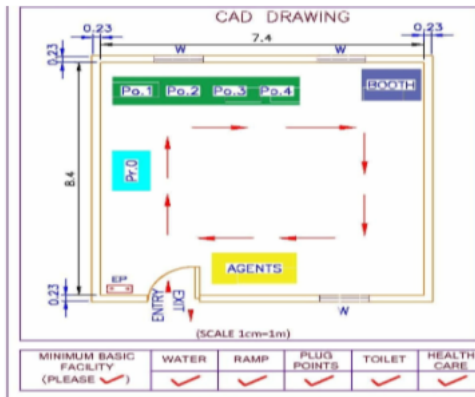 CAD DRAWING
0.23
7.4
0.23
0.23
W
W
Po.1 Po.2 Po.3 Po.4
BOOTH
8.4
Pr.O
AGENTS
EP
0.23
ENTRY
EXIT
W
(SCALE 1cm=1m)
MINIMUM BASIC FACILITY (PLEASE ✓)
WATER
RAMP
PLUG POINTS
TOILET
HEALTH CARE